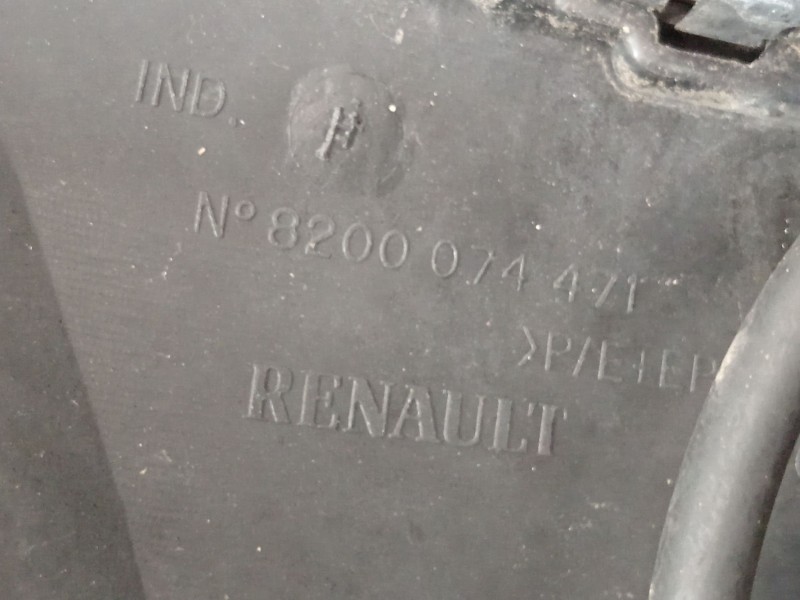 IND. A
N° 8200 074 471
>P/E+EP
RENAULT